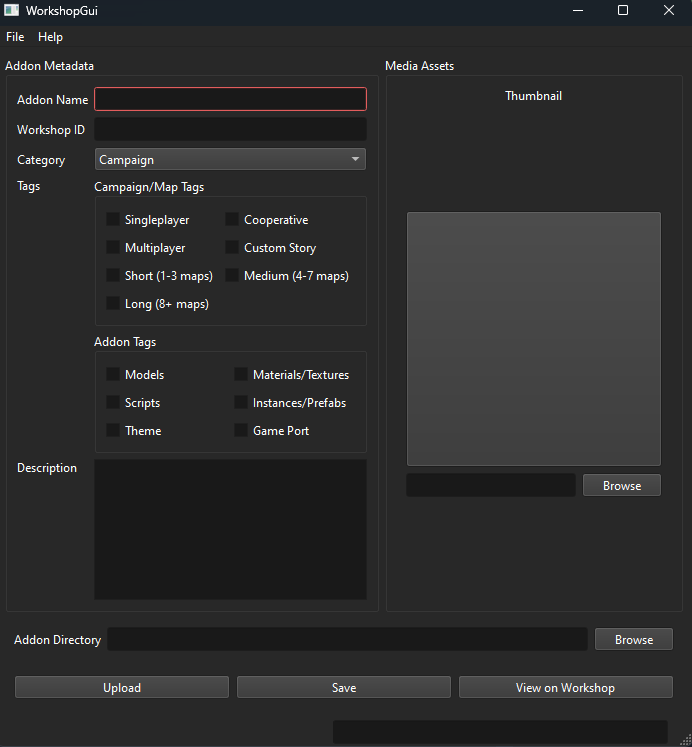 WorkshopGui
File Help
Addon Metadata
Media Assets
Addon Name
Thumbnail
Workshop ID
Category Campaign
Tags Campaign/Map Tags
Singleplayer Cooperative
Multiplayer Custom Story
Short (1-3 maps) Medium (4-7 maps)
Long (8+ maps)
Addon Tags
Models Materials/Textures
Scripts Instances/Prefabs
Theme Game Port
Description
Browse
Addon Directory Browse
Upload Save View on Workshop